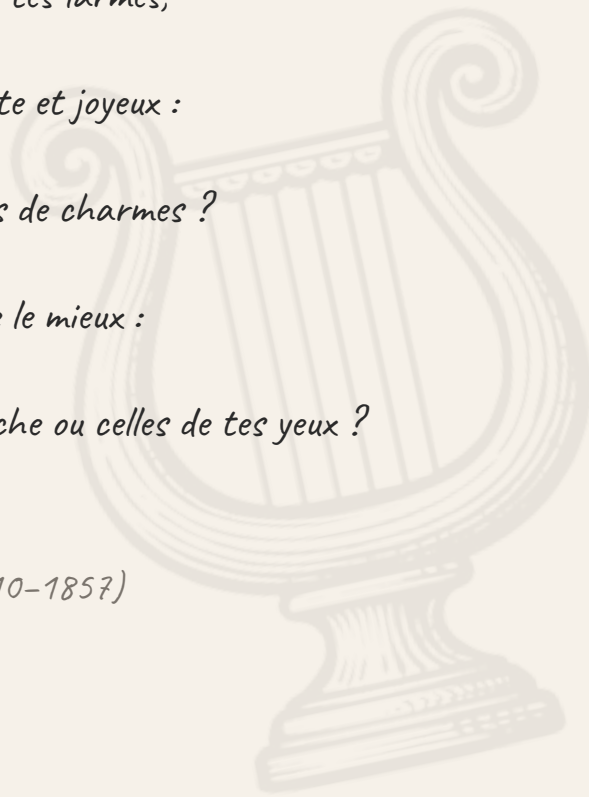 tes larmes,
te et joyeux :
s de charmes ?
e le mieux :
che ou celles de tes yeux ?
10–1857)